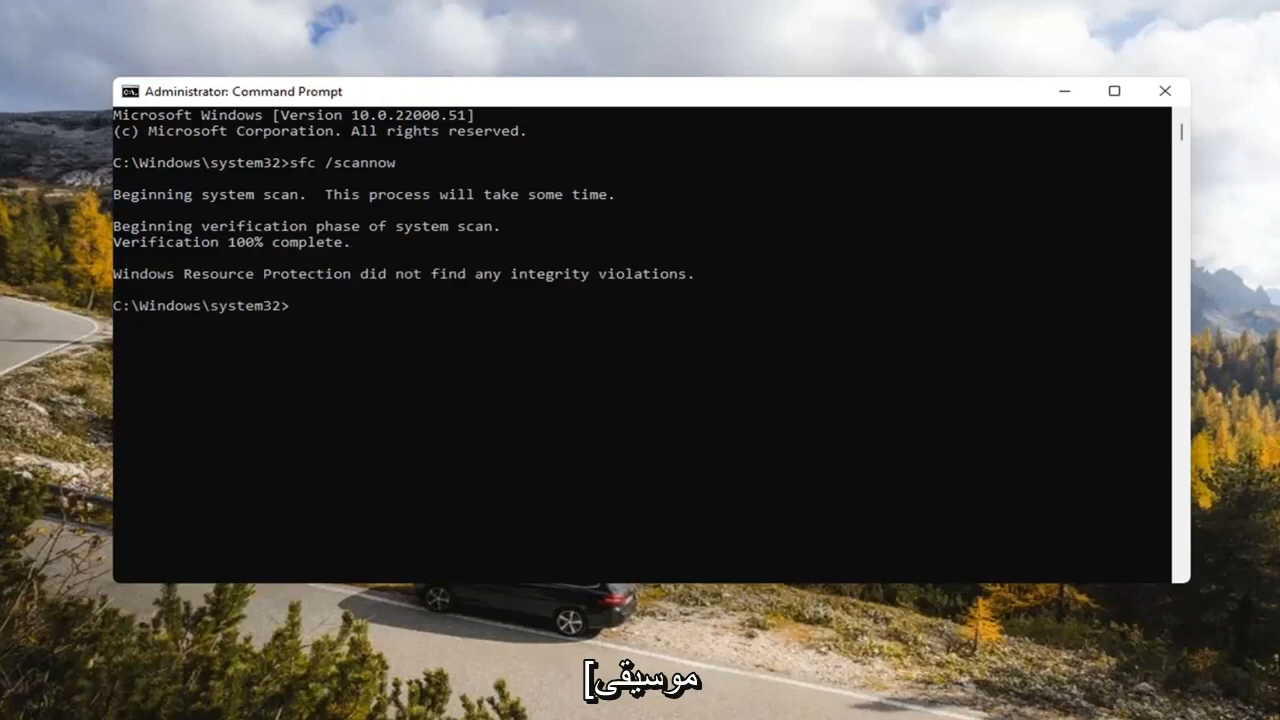 Administrator: Command Prompt
Microsoft Windows [Version 10.0.22000.51]
(c) Microsoft Corporation. All rights reserved.
C:\Windows\system32>sfc /scannow
Beginning system scan.  This process will take some time.
Beginning verification phase of system scan.
Verification 100% complete.
Windows Resource Protection did not find any integrity violations.
C:\Windows\system32>
موسيقى]